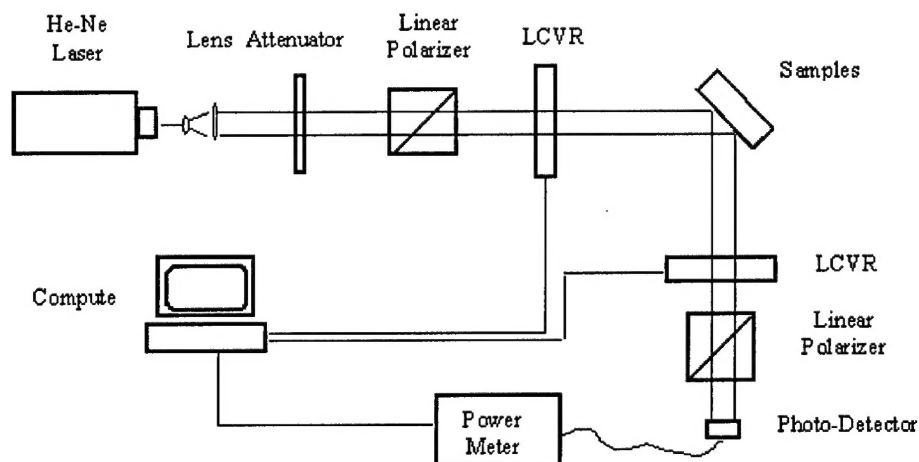 He-Ne
Laser
Lens Attenuator
Linear
Polarizer
LCVR
Samples
LCVR
Compute
Linear
Polarizer
Power
Meter
Photo-Detector